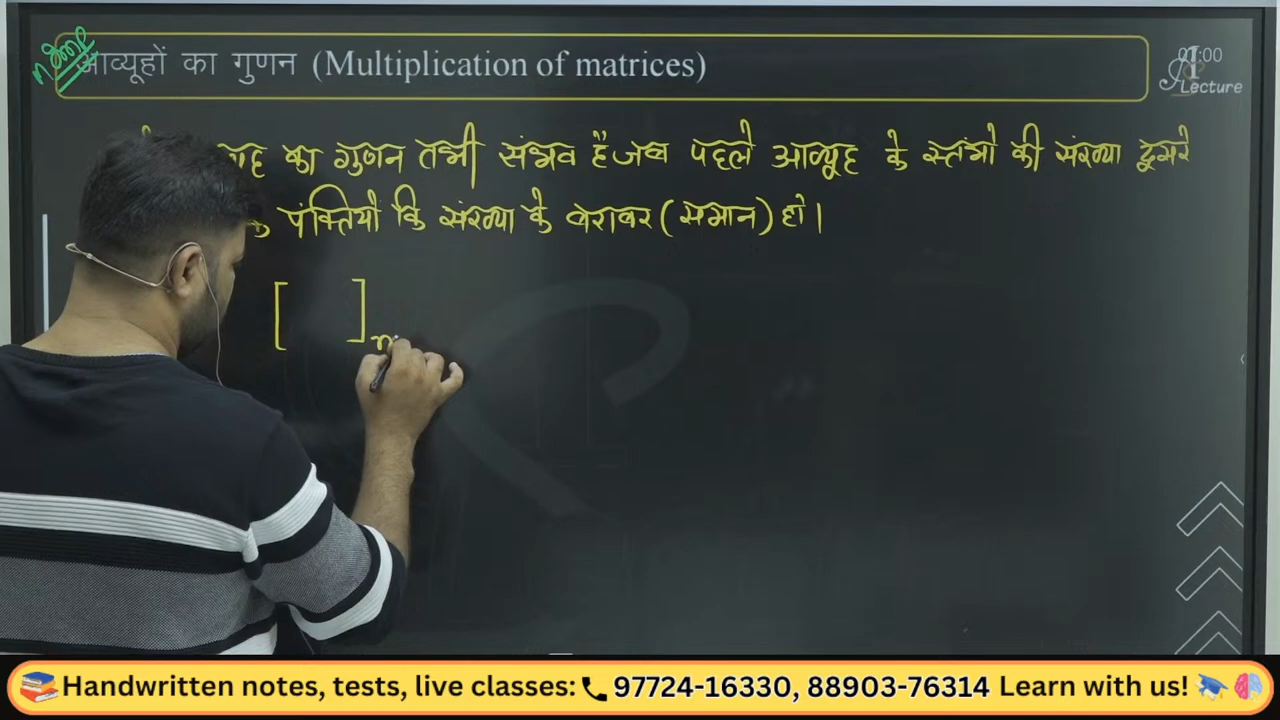 v.Imp
आव्यूहों का गुणन (Multiplication of matrices)
01:00
Lecture
का गुणन तभी संभव है जब पहले आव्यूह के स्तंभो की संख्या दूसरे
पंक्तियों कि संख्या के बेराबर (समान) हो।
[ ]
Handwritten notes, tests, live classes: 97724-16330, 88903-76314 Learn with us!